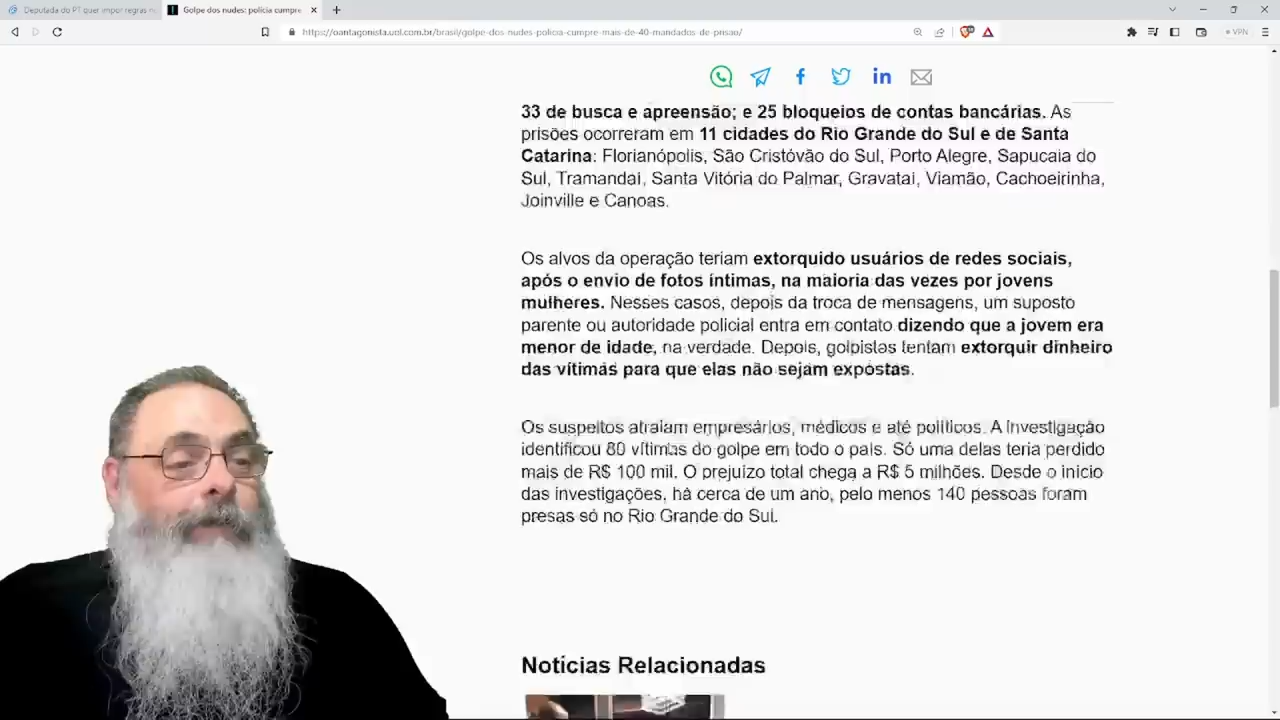 Deputada do PT quer impor regras n
Golpe dos nudes: polícia cumpre
https://oantagonista.uol.com.br/brasil/golpe-dos-nudes-policia-cumpre-mais-de-40-mandados-de-prisao/
VPN
33 de busca e apreensão; e 25 bloqueios de contas bancárias. As
prisões ocorreram em 11 cidades do Rio Grande do Sul e de Santa
Catarina: Florianópolis, São Cristóvão do Sul, Porto Alegre, Sapucaia do
Sul, Tramandaí, Santa Vitória do Palmar, Gravataí, Viamão, Cachoeirinha,
Joinville e Canoas.
Os alvos da operação teriam extorquido usuários de redes sociais,
após o envio de fotos íntimas, na maioria das vezes por jovens
mulheres. Nesses casos, depois da troca de mensagens, um suposto
parente ou autoridade policial entra em contato dizendo que a jovem era
menor de idade, na verdade. Depois, golpistas tentam extorquir dinheiro
das vítimas para que elas não sejam expostas.
Os suspeitos atraíam empresários, médicos e até políticos. A investigação
identificou 80 vítimas do golpe em todo o país. Só uma delas teria perdido
mais de R$ 100 mil. O prejuízo total chega a R$ 5 milhões. Desde o início
das investigações, há cerca de um ano, pelo menos 140 pessoas foram
presas só no Rio Grande do Sul.
Notícias Relacionadas